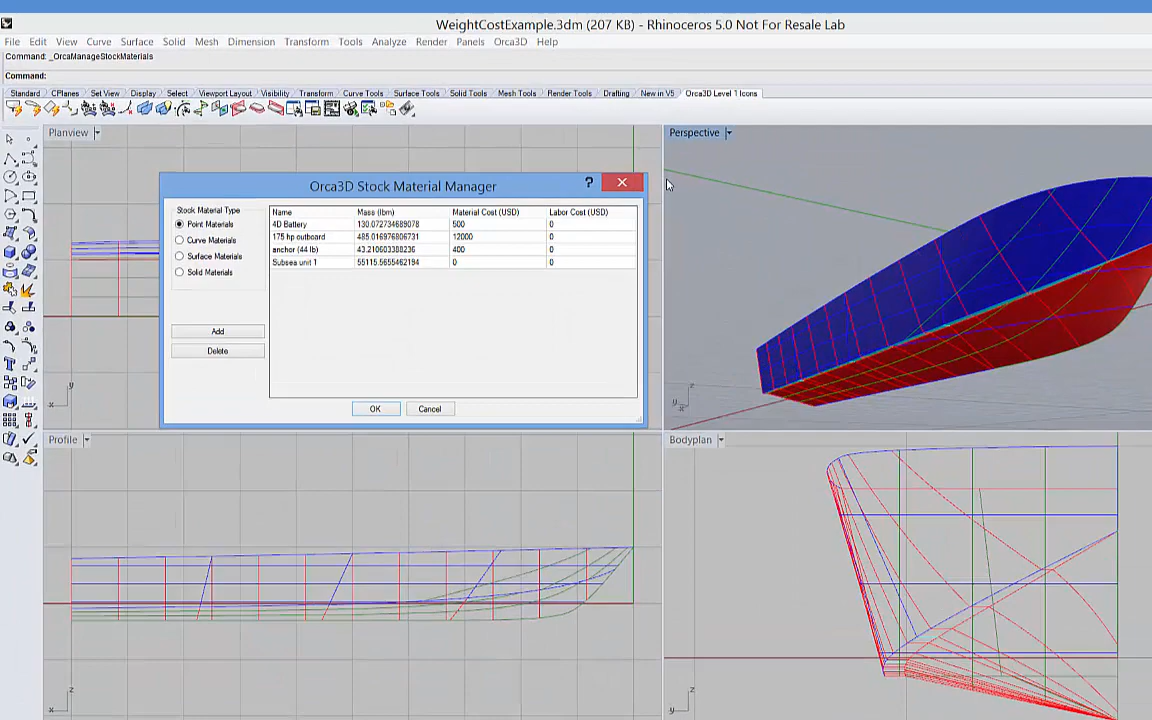 WeightCostExample.3dm (207 KB) - Rhinoceros 5.0 Not For Resale Lab
File Edit View Curve Surface Solid Mesh Dimension Transform Tools Analyze Render Panels Orca3D Help
Command: _OrcaManageStockMaterials
Command:
Standard CPlanes Set View Display Select Viewport Layout Visibility Transform Curve Tools Surface Tools Solid Tools Mesh Tools Render Tools Drafting New in V5 Orca3D Level 1 Icons
Planview
Perspective
Orca3D Stock Material Manager
?
Stock Material Type
Point Materials
Curve Materials
Surface Materials
Solid Materials
Add
Delete
Name Mass (lbm) Material Cost (USD) Labor Cost (USD)
4D Battery 130.072734689078 500 0
175 hp outboard 485.016976806731 12000 0
anchor (44 lb) 43.210603338236 400 0
Subsea unit 1 55115.5655462194 0 0
OK Cancel
y
x
z
y
x
Profile
Bodyplan
z
x
z
y